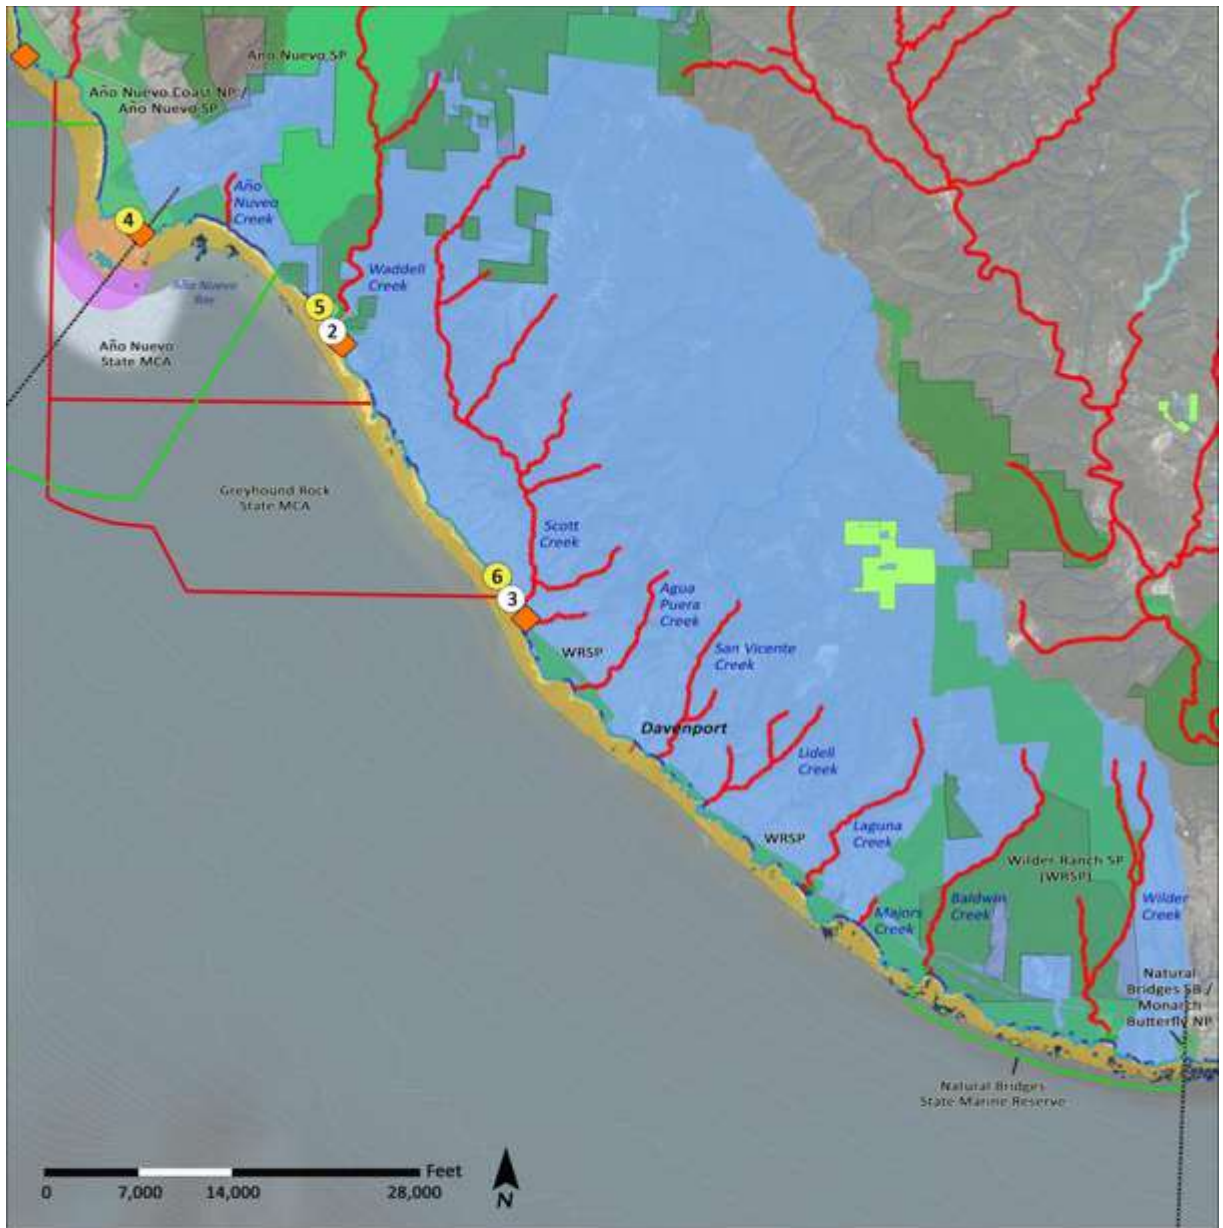 Año Nuevo SP
Año Nuevo Coast NP /
Año Nuevo SP
Año
Nuveo
Creek
4
Waddell
Creek
Año Nuevo
Bay
5
2
Año Nuevo
State MCA
Greyhound Rock
State MCA
Scott
Creek
6
3
Agua
Puera
Creek
WRSP
San Vicente
Creek
Davenport
Lidell
Creek
WRSP
Laguna
Creek
Wilder Ranch SP
(WRSP)
Majors
Creek
Baldwin
Creek
Wilder
Creek
Natural
Bridges SB /
Monarch
Butterfly NP
Natural Bridges
State Marine Reserve
Feet
0 7,000 14,000 28,000
N